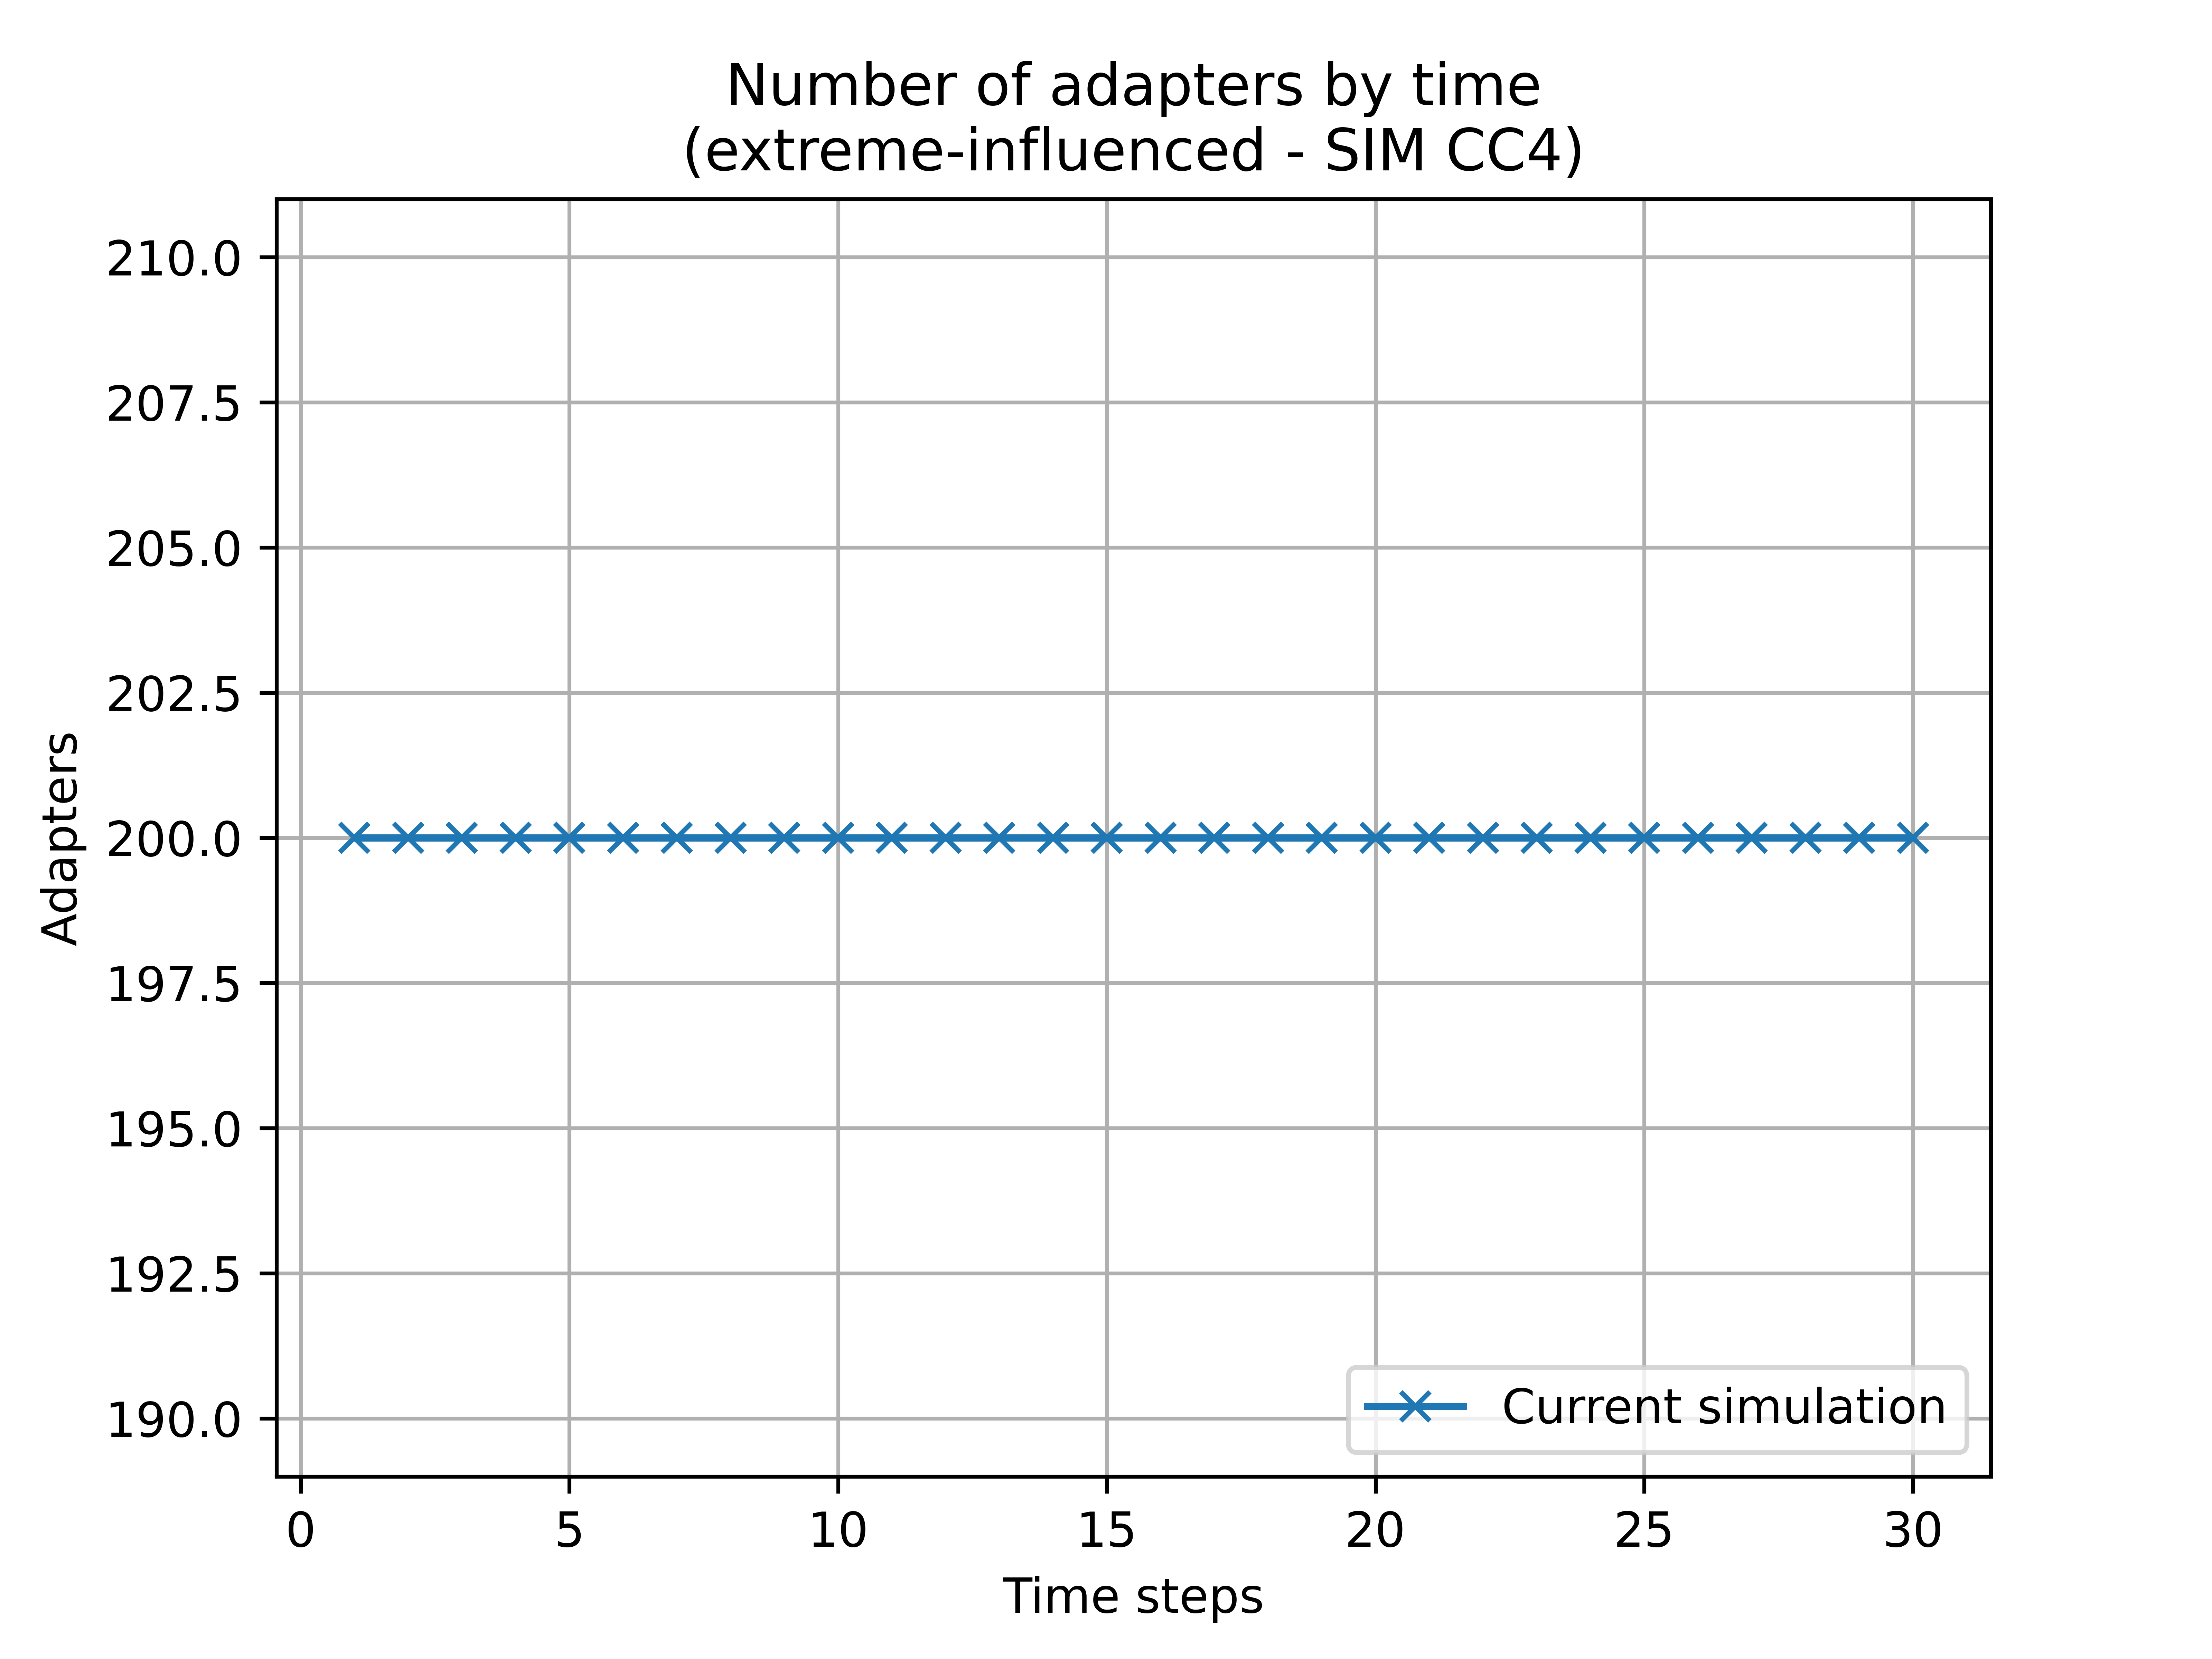 Number of adapters by time
(extreme-influenced - SIM CC4)
210.0
207.5
205.0
202.5
200.0
197.5
195.0
192.5
190.0
Adapters
Current simulation
0 5 10 15 20 25 30
Time steps